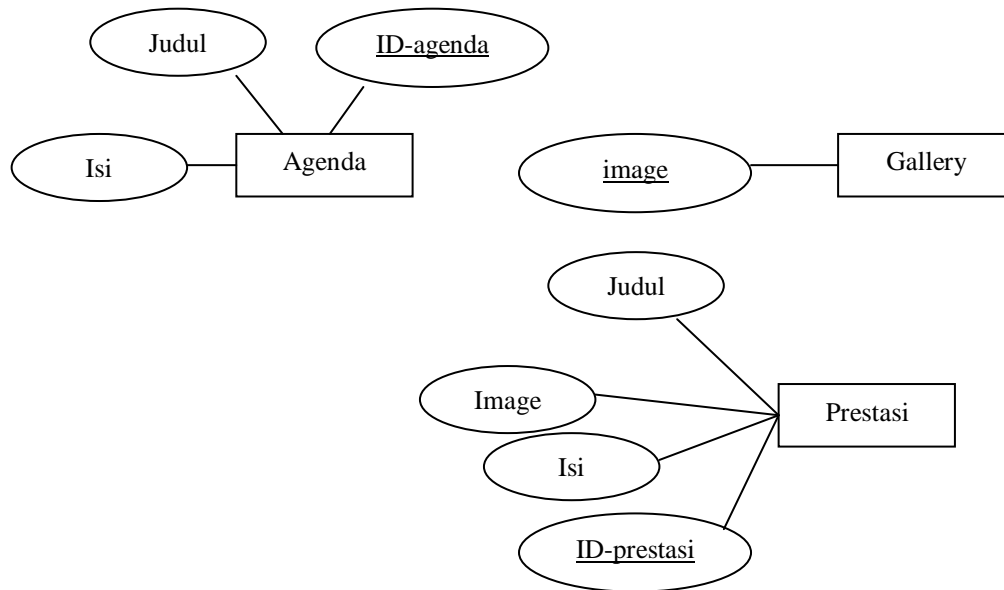 Judul
ID-agenda
Isi
Agenda
image
Gallery
Judul
Image
Prestasi
Isi
ID-prestasi